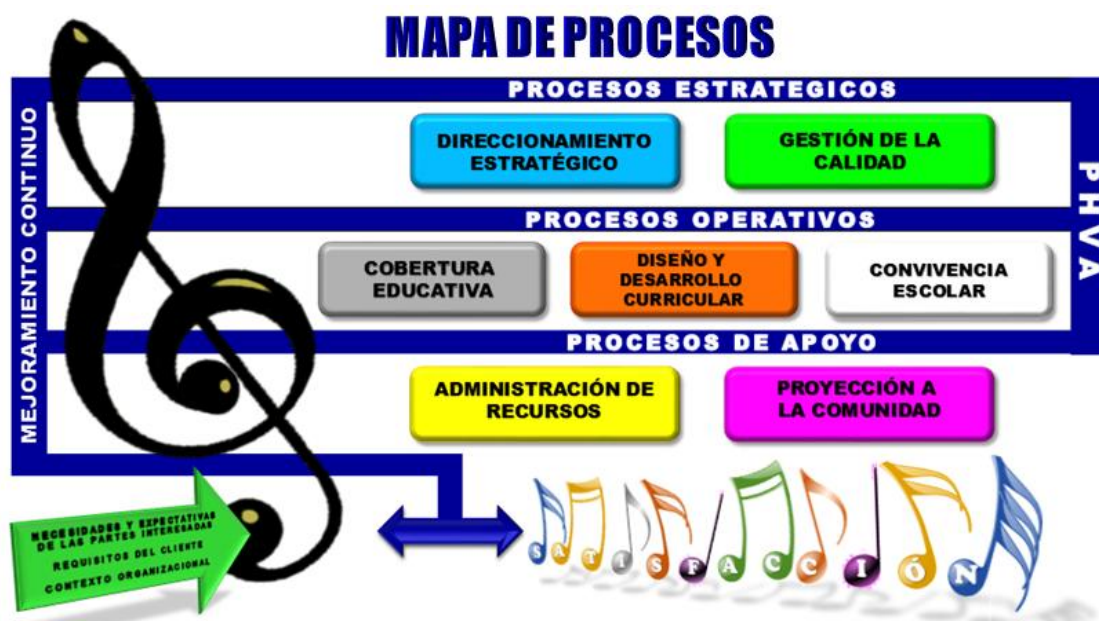 MAPA DE PROCESOS
PROCESOS ESTRATEGICOS
MEJORAMIENTO CONTINUO
DIRECCIONAMIENTO
ESTRATÉGICO
GESTIÓN DE LA
CALIDAD
PHVA
PROCESOS OPERATIVOS
COBERTURA
EDUCATIVA
DISEÑO Y
DESARROLLO
CURRICULAR
CONVIVENCIA
ESCOLAR
PROCESOS DE APOYO
ADMINISTRACIÓN DE
RECURSOS
PROYECCIÓN A
LA COMUNIDAD
NECESIDADES Y EXPECTATIVAS
DE LAS PARTES INTERESADAS
REQUISITOS DEL CLIENTE
CONTEXTO ORGANIZACIONAL
SATISFACCIÓN